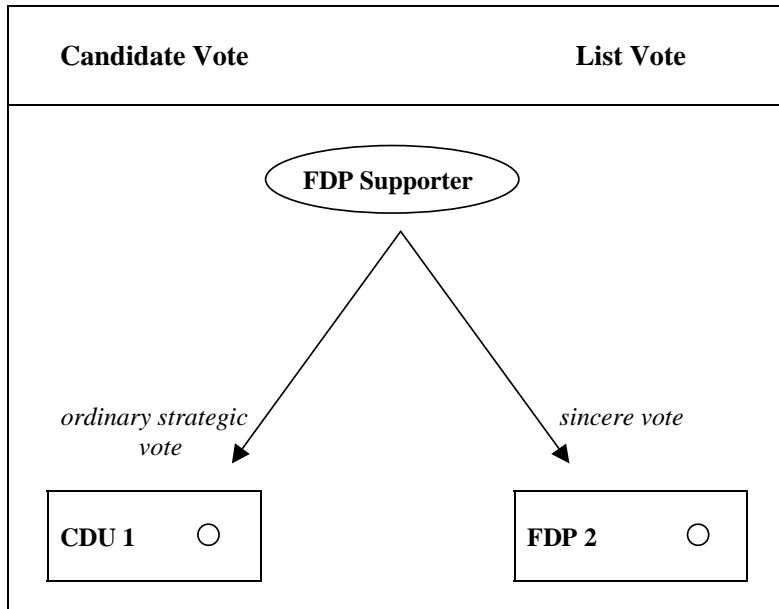 Candidate Vote
List Vote
FDP Supporter
ordinary strategic
vote
sincere vote
CDU 1
FDP 2